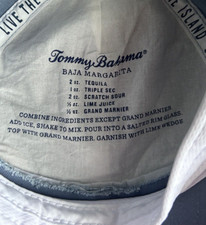 LIVE THE
THE ISLAND
Tommy Bahama
BAJA MARGARITA
2 oz. TEQUILA
1 oz. TRIPLE SEC
2 oz. SCRATCH SOUR
½ oz. LIME JUICE
½ oz. GRAND MARNIER
COMBINE INGREDIENTS EXCEPT GRAND MARNIER
ADD ICE, SHAKE TO MIX. POUR INTO A SALTED RIM GLASS,
TOP WITH GRAND MARNIER. GARNISH WITH LIME WEDGE